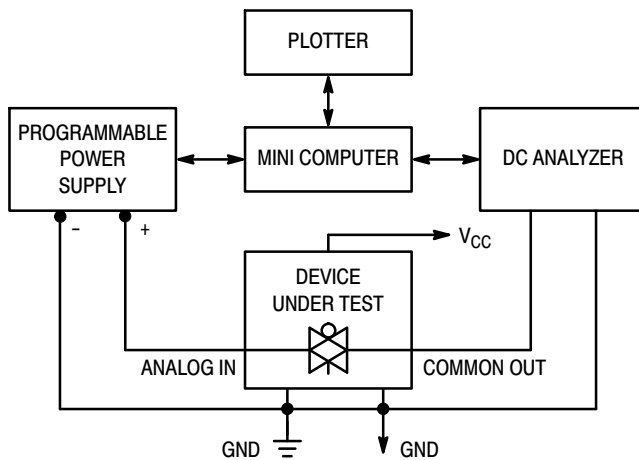 PLOTTER
PROGRAMMABLE
POWER
SUPPLY
MINI COMPUTER
DC ANALYZER
– +
VCC
DEVICE
UNDER TEST
ANALOG IN
COMMON OUT
GND
GND